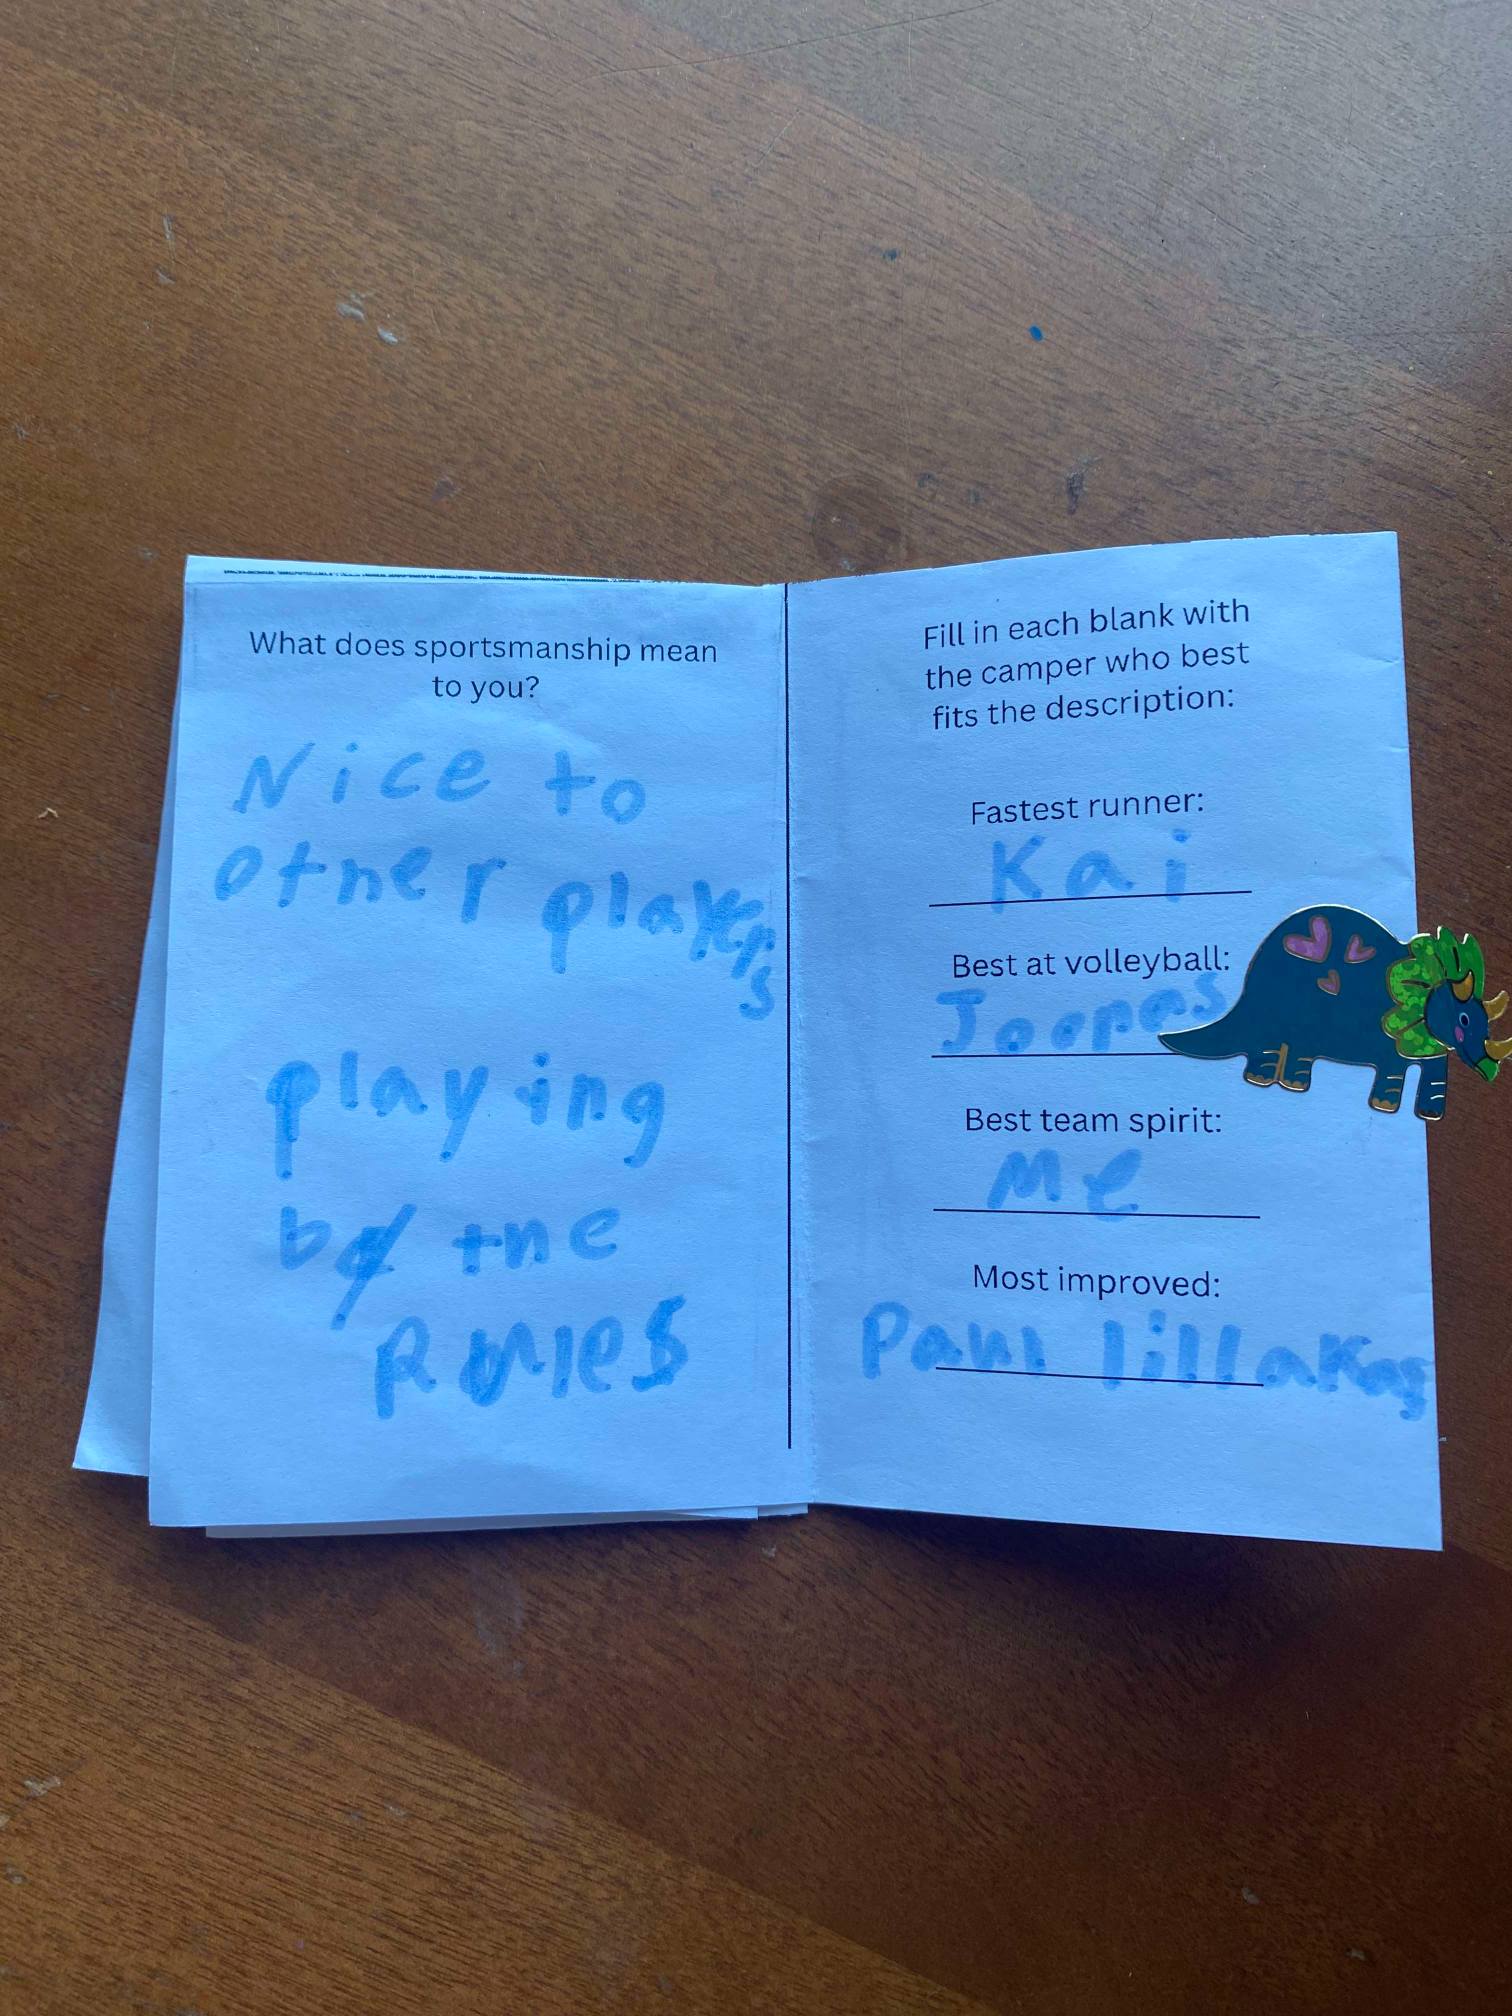 What does sportsmanship mean
to you?
Nice to
other players
playing
by the
Rules
Fill in each blank with
the camper who best
fits the description:
Fastest runner:
Kai
Best at volleyball:
Best team spirit:
Me
Most improved:
Paul